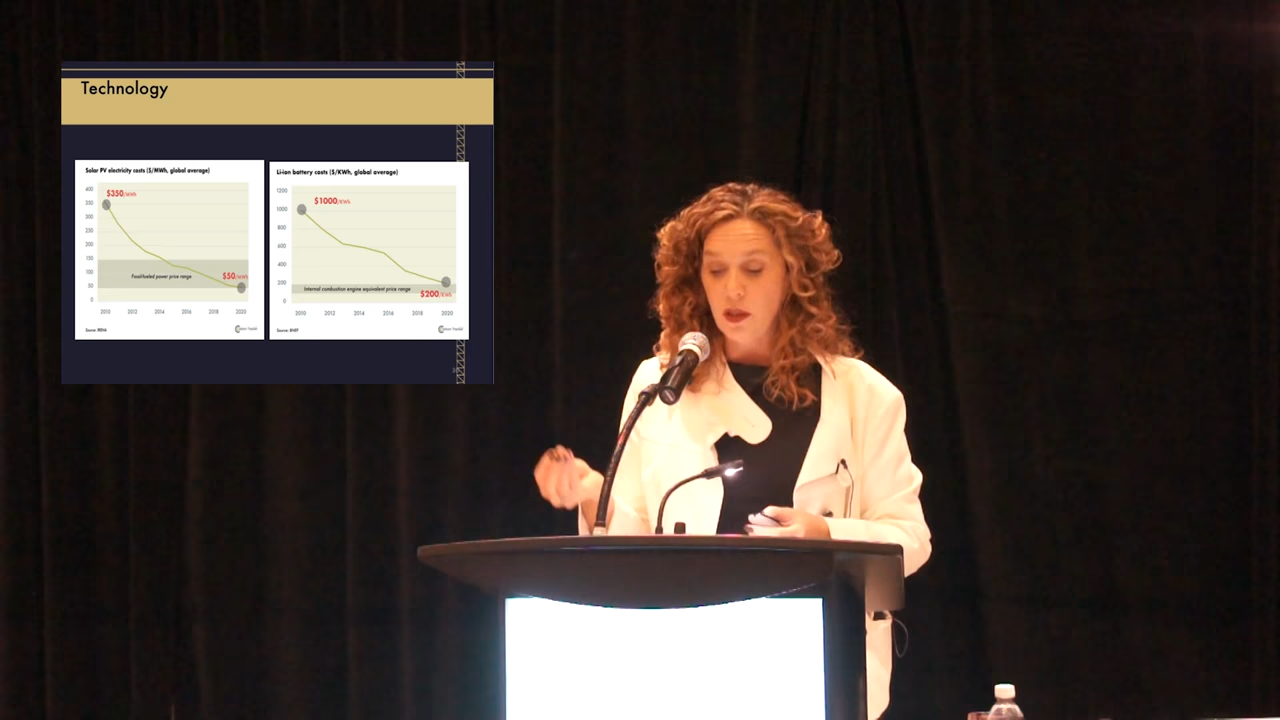 Technology
Solar PV electricity costs ($/MWh, global average)
400
350
300
250
200
150
100
50
0
$350/MWh
Fossil-fueled power price range
$50/MWh
2010 2012 2014 2016 2018 2020
Source: IRENA
Li-ion battery costs ($/KWh, global average)
1200
1000
800
600
400
200
0
$1000/KWh
Internal combustion engine equivalent price range
$200/KWh
2010 2012 2014 2016 2018 2020
Source: BNEF